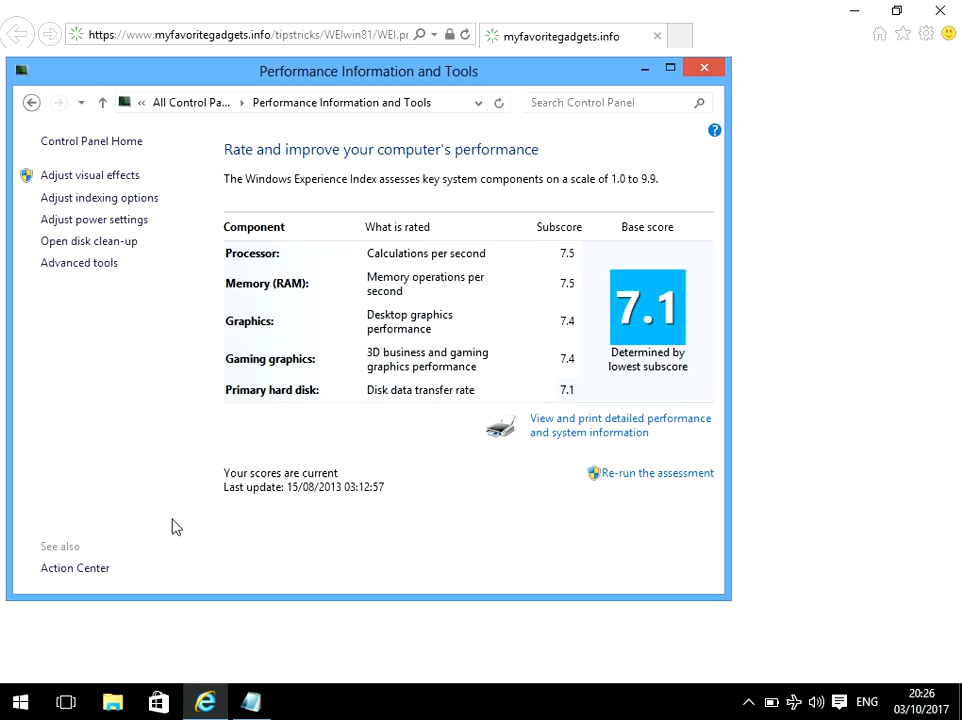 https://www.myfavoritegadgets.info/tipstricks/WEIwin81/WEI.p
myfavoritegadgets.info
Performance Information and Tools
« All Control Pa... Performance Information and Tools
Search Control Panel
Control Panel Home
Adjust visual effects
Adjust indexing options
Adjust power settings
Open disk clean-up
Advanced tools
See also
Action Center
Rate and improve your computer's performance
The Windows Experience Index assesses key system components on a scale of 1.0 to 9.9.
Component What is rated Subscore Base score
Processor: Calculations per second 7.5
Memory (RAM): Memory operations per second 7.5
Graphics: Desktop graphics performance 7.4
Gaming graphics: 3D business and gaming graphics performance 7.4
Primary hard disk: Disk data transfer rate 7.1
7.1
Determined by
lowest subscore
View and print detailed performance
and system information
Your scores are current
Last update: 15/08/2013 03:12:57
Re-run the assessment
ENG
20:26
03/10/2017